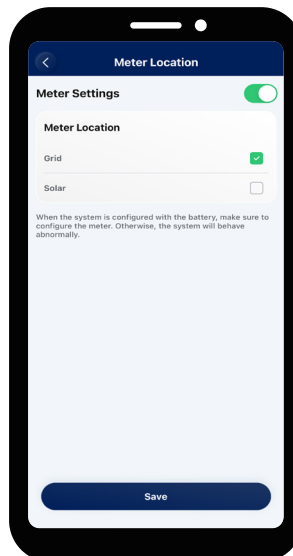 Meter Location
Meter Settings
Meter Location
Grid
Solar
When the system is configured with the battery, make sure to
configure the meter. Otherwise, the system will behave
abnormally.
Save